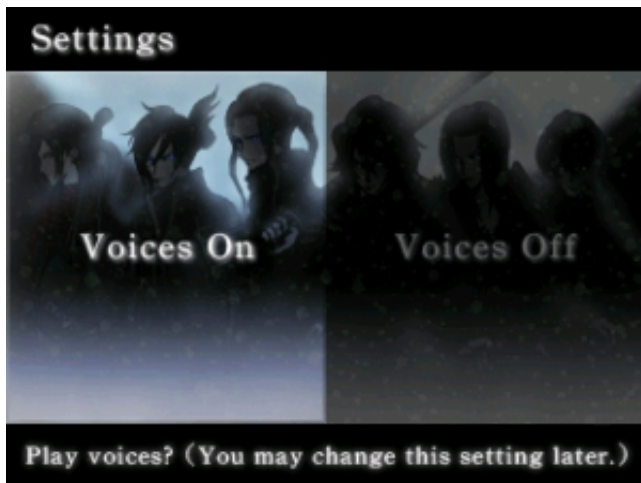 Settings
Voices On
Voices Off
Play voices? (You may change this setting later.)